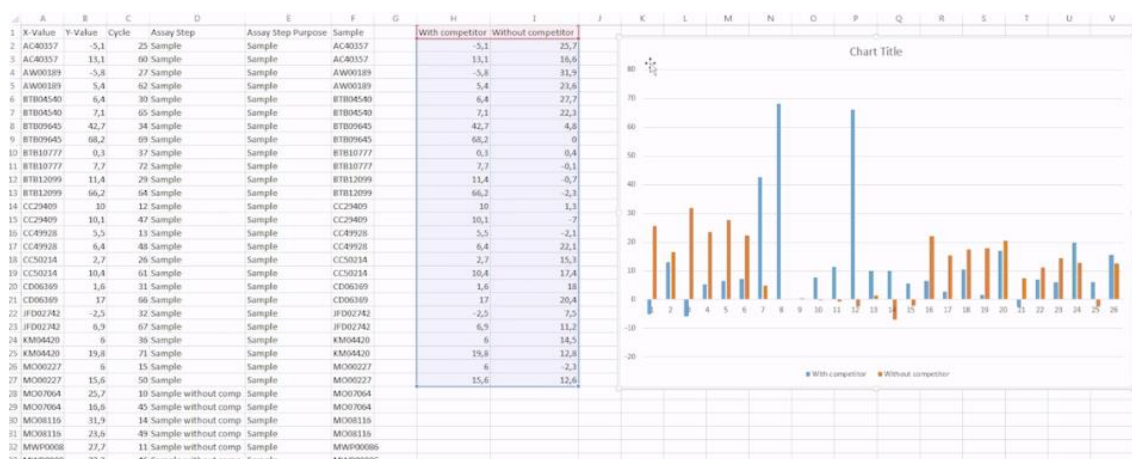 A B C D E F G H I J K L M N O P Q R S T U V
1 X-Value Y-Value Cycle Assay Step Assay Step Purpose Sample With competitor Without competitor
2 AC40357 -5,1 25 Sample Sample AC40357 -5,1 25,7
3 AC40357 13,1 60 Sample Sample AC40357 13,1 16,6
4 AW00189 -5,8 27 Sample Sample AW00189 -5,8 31,9
5 AW00189 5,4 62 Sample Sample AW00189 5,4 23,6
6 BTB04540 6,4 30 Sample Sample BTB04540 6,4 27,7
7 BTB04540 7,1 65 Sample Sample BTB04540 7,1 22,3
8 BTB09645 42,7 34 Sample Sample BTB09645 42,7 4,8
9 BTB09645 68,2 69 Sample Sample BTB09645 68,2 0
10 BTB10777 0,3 37 Sample Sample BTB10777 0,3 0,4
11 BTB10777 7,7 72 Sample Sample BTB10777 7,7 -0,1
12 BTB12099 11,4 29 Sample Sample BTB12099 11,4 -0,7
13 BTB12099 66,2 64 Sample Sample BTB12099 66,2 -2,3
14 CC29409 10 12 Sample Sample CC29409 10 1,3
15 CC29409 10,1 47 Sample Sample CC29409 10,1 -7
16 CC49928 5,5 13 Sample Sample CC49928 5,5 -2,1
17 CC49928 6,4 48 Sample Sample CC49928 6,4 22,1
18 CC50214 2,7 26 Sample Sample CC50214 2,7 15,3
19 CC50214 10,4 61 Sample Sample CC50214 10,4 17,4
20 CD06369 1,6 31 Sample Sample CD06369 1,6 18
21 CD06369 17 66 Sample Sample CD06369 17 20,4
22 JFD02742 -2,5 32 Sample Sample JFD02742 -2,5 7,5
23 JFD02742 6,9 67 Sample Sample JFD02742 6,9 11,2
24 KM04420 6 36 Sample Sample KM04420 6 14,5
25 KM04420 19,8 71 Sample Sample KM04420 19,8 12,8
26 MO00227 6 15 Sample Sample MO00227 6 -2,3
27 MO00227 15,6 50 Sample Sample MO00227 15,6 12,6
28 MO07064 25,7 10 Sample without comp Sample MO07064
29 MO07064 16,6 45 Sample without comp Sample MO07064
30 MO08116 31,9 14 Sample without comp Sample MO08116
31 MO08116 23,6 49 Sample without comp Sample MO08116
32 MWP0008 27,7 11 Sample without comp Sample MWP00086
Chart Title
80
70
60
50
40
30
20
10
0
1 2 3 4 5 6 7 8 9 10 11 12 13 14 15 16 17 18 19 20 21 22 23 24 25 26
-10
-20
With competitor Without competitor